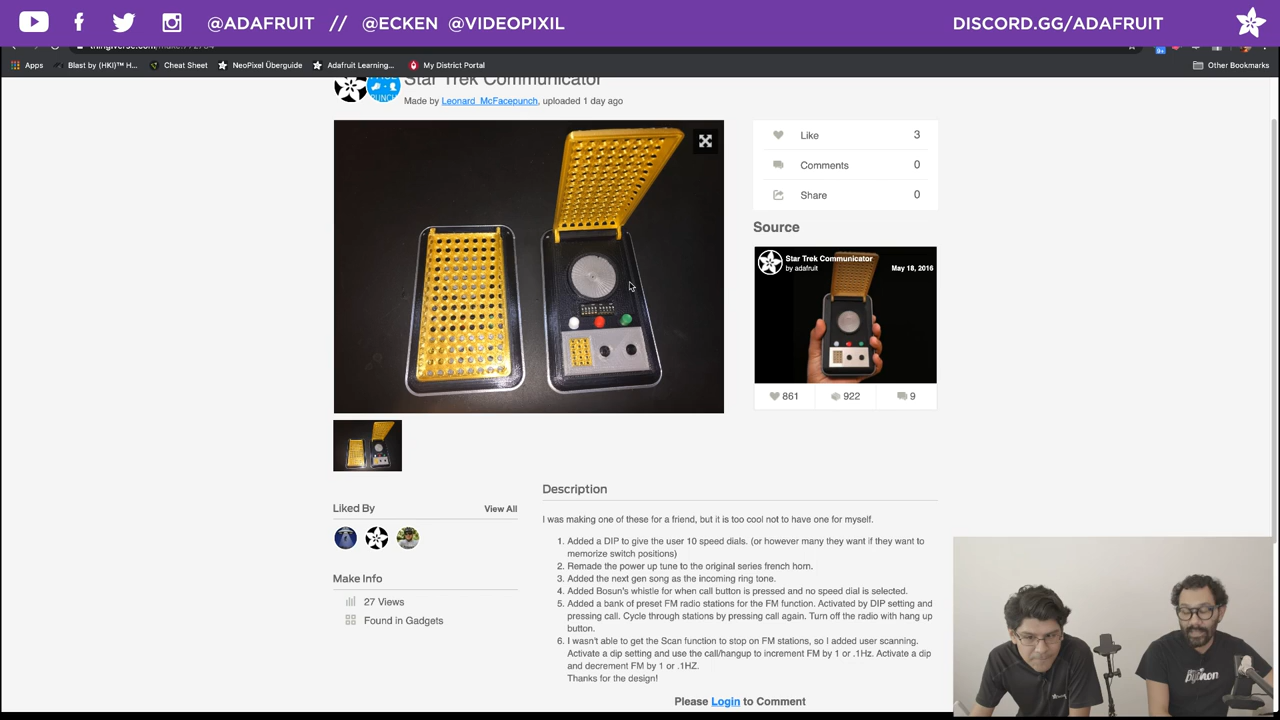 @ADAFRUIT // @ECKEN @VIDEOPIXIL
DISCORD.GG/ADAFRUIT
Apps
Blast by (HKI)™ H...
Cheat Sheet
NeoPixel Überguide
Adafruit Learning...
My District Portal
Other Bookmarks
Star Trek Communicator
Made by Leonard_McFacepunch, uploaded 1 day ago
Like 3
Comments 0
Share 0
Source
Star Trek Communicator
by adafruit
May 18, 2016
861 922 9
Liked By View All
Make Info
27 Views
Found in Gadgets
Description
I was making one of these for a friend, but it is too cool not to have one for myself.
1. Added a DIP to give the user 10 speed dials. (or however many they want if they want to
memorize switch positions)
2. Remade the power up tune to the original series french horn.
3. Added the next gen song as the incoming ring tone.
4. Added Bosun's whistle for when call button is pressed and no speed dial is selected.
5. Added a bank of preset FM radio stations for the FM function. Activated by DIP setting and
pressing call. Cycle through stations by pressing call again. Turn off the radio with hang up
button.
6. I wasn't able to get the Scan function to stop on FM stations, so I added user scanning.
Activate a dip setting and use the call/hangup to increment FM by 1 or .1Hz. Activate a dip
and decrement FM by 1 or .1HZ.
Thanks for the design!
Please Login to Comment